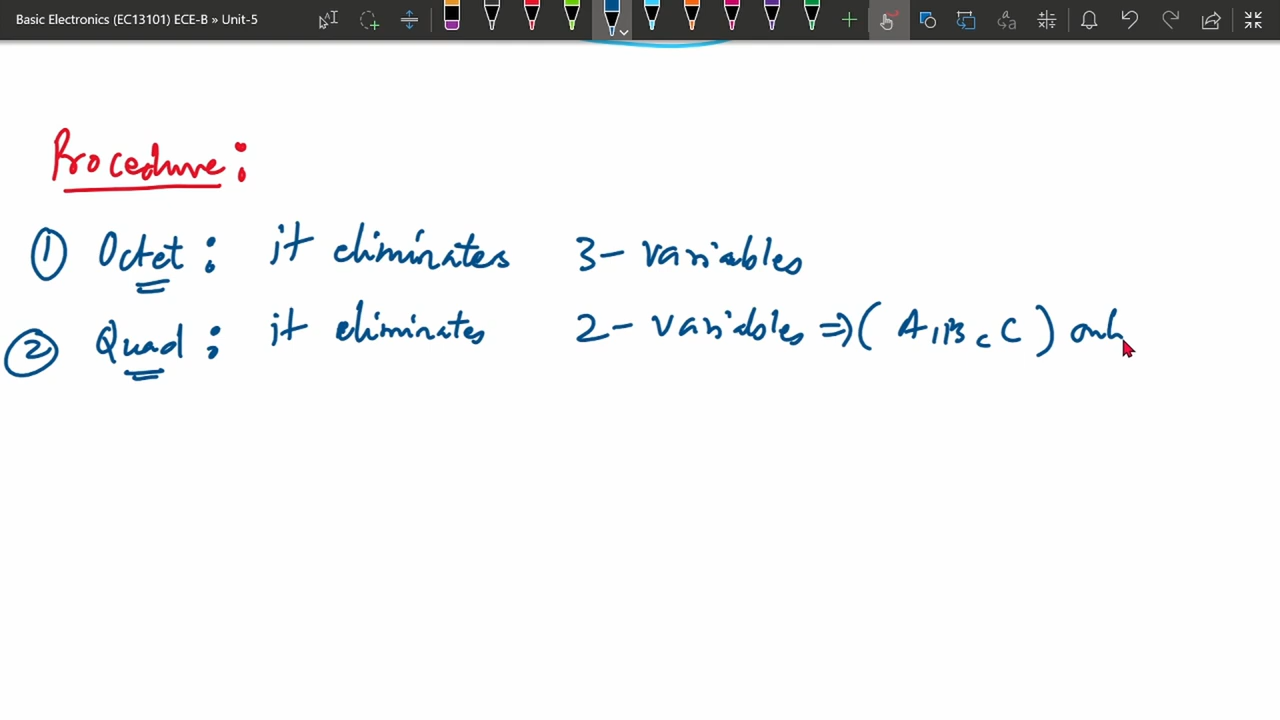 Basic Electronics (EC13101) ECE-B » Unit-5
Procedure:
① Octet : it eliminates 3 - variables
② Quad : it eliminates 2 - variables ⇒ ( A, B, C )